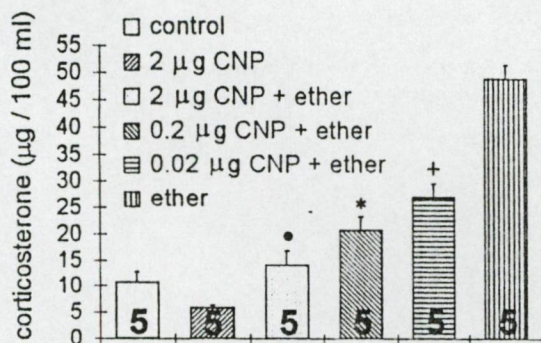 corticosterone (µg / 100 ml)
55
50
45
40
35
30
25
20
15
10
5
0
control
2 µg CNP
2 µg CNP + ether
0.2 µg CNP + ether
0.02 µg CNP + ether
ether
• * +
5 5 5 5 5 5